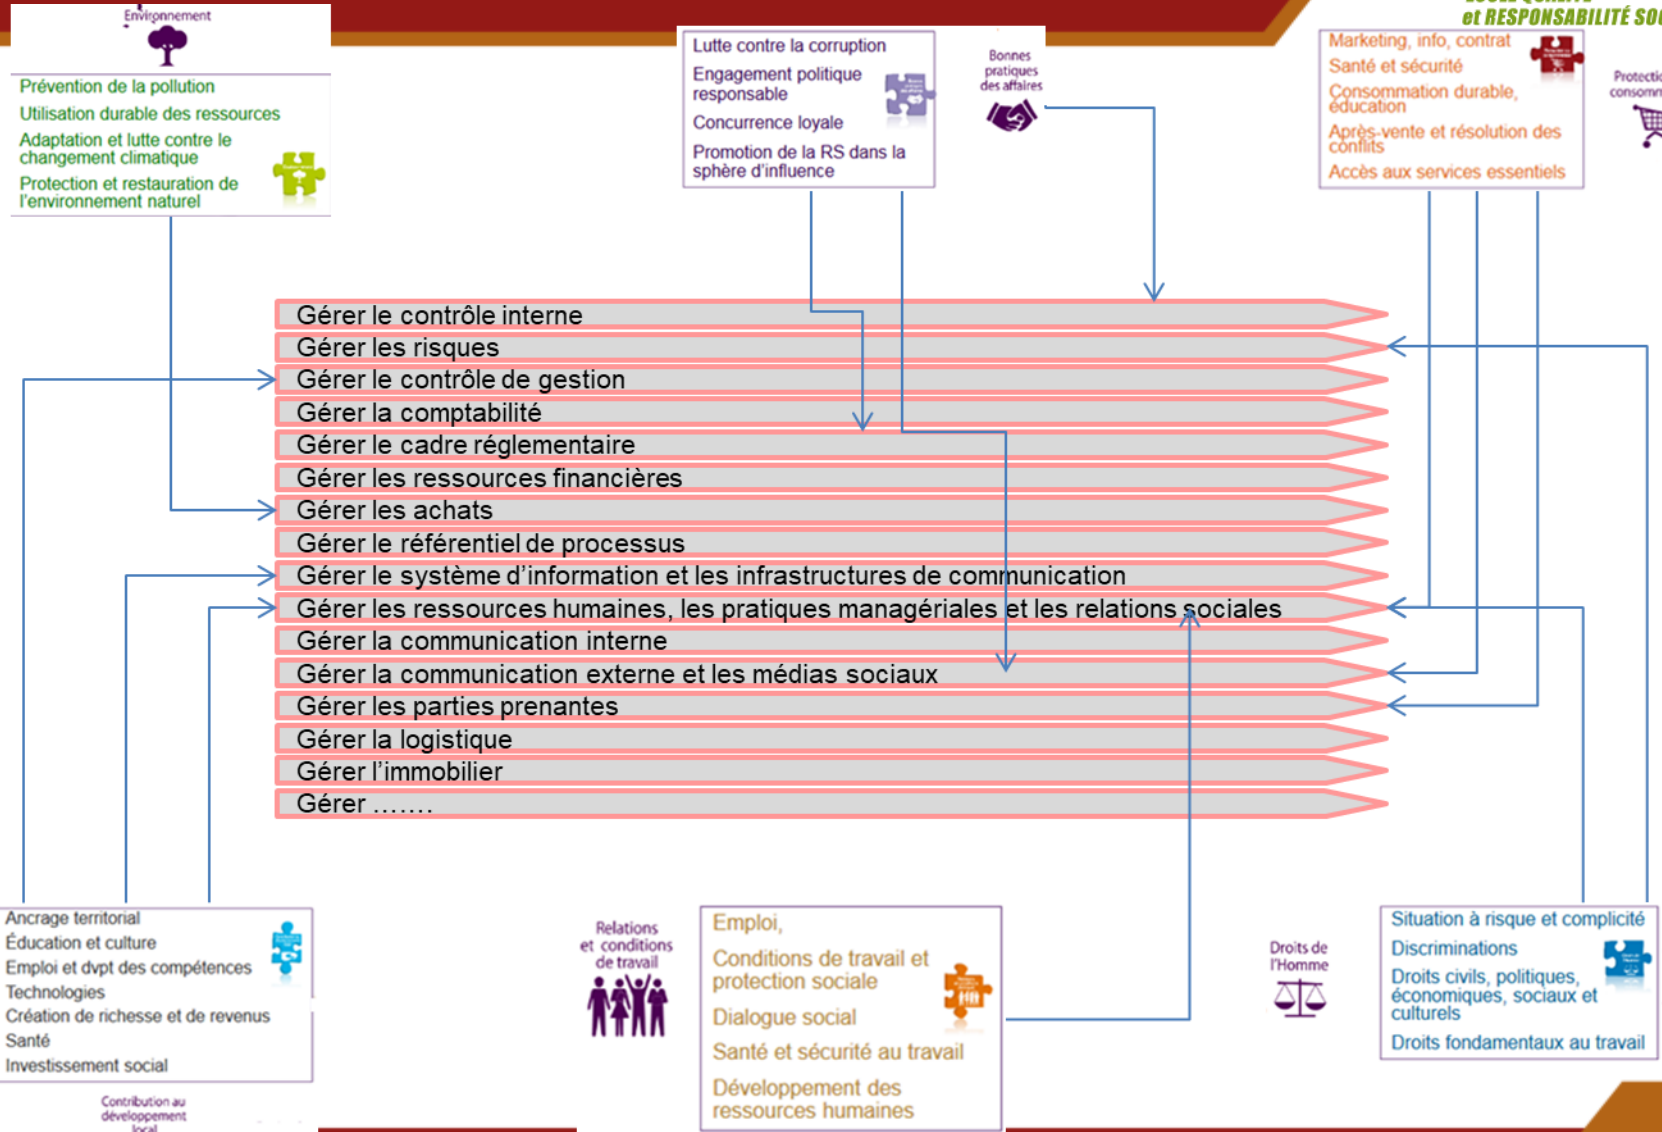 Environnement
Prévention de la pollution
Utilisation durable des ressources
Adaptation et lutte contre le
changement climatique
Protection et restauration de
l'environnement naturel
Lutte contre la corruption
Engagement politique
responsable
Concurrence loyale
Promotion de la RS dans la
sphère d'influence
Bonnes
pratiques
des affaires
et RESPONSABILITÉ
Marketing, info, contrat
Santé et sécurité
Consommation durable,
éducation
Après-vente et résolution des
conflits
Accès aux services essentiels
Gérer le contrôle interne
Gérer les risques
Gérer le contrôle de gestion
Gérer la comptabilité
Gérer le cadre réglementaire
Gérer les ressources financières
Gérer les achats
Gérer le référentiel de processus
Gérer le système d'information et les infrastructures de communication
Gérer les ressources humaines, les pratiques managériales et les relations sociales
Gérer la communication interne
Gérer la communication externe et les médias sociaux
Gérer les parties prenantes
Gérer la logistique
Gérer l'immobilier
Gérer …….
Ancrage territorial
Éducation et culture
Emploi et dvpt des compétences
Technologies
Création de richesse et de revenus
Santé
Investissement social
Contribution au
développement
local
Relations
et conditions
de travail
Emploi,
Conditions de travail et
protection sociale
Dialogue social
Santé et sécurité au travail
Développement des
ressources humaines
Droits de
l'Homme
Situation à risque et complicité
Discriminations
Droits civils, politiques,
économiques, sociaux et
culturels
Droits fondamentaux au travail